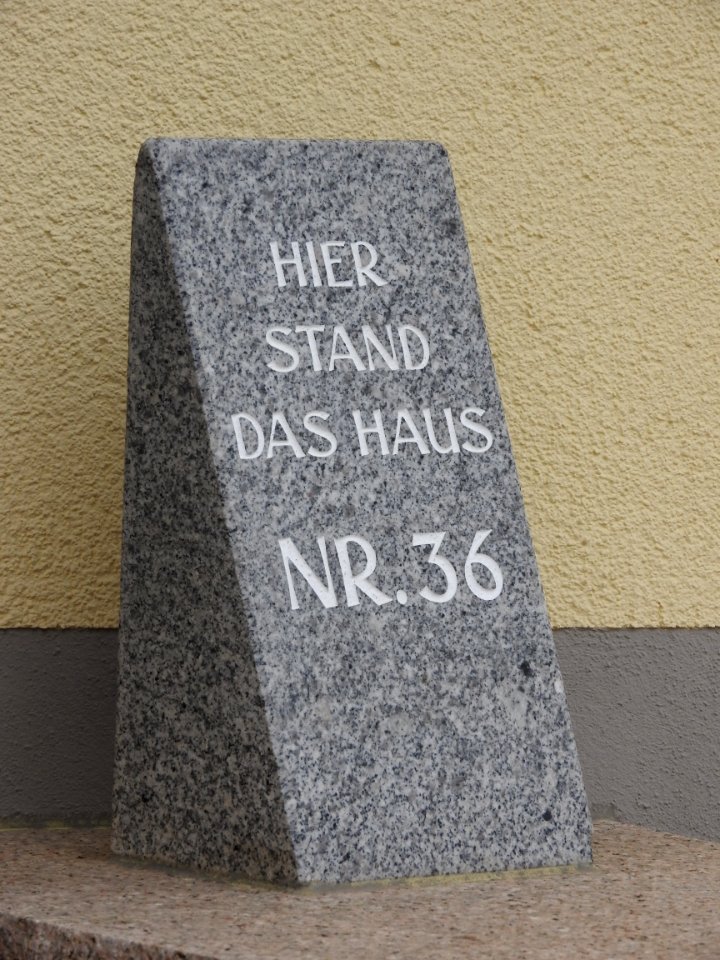 HIER
STAND
DAS HAUS
NR. 36